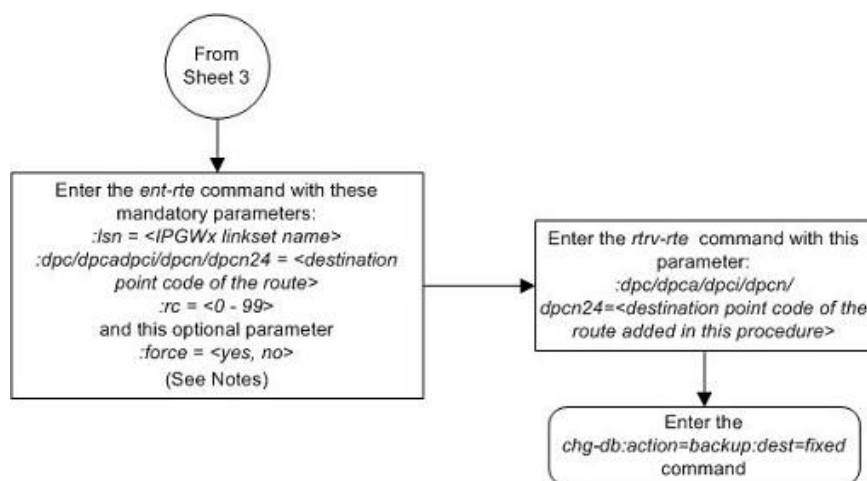 From
Sheet 3
Enter the ent-rte command with these
mandatory parameters:
:lsn = <IPGWx linkset name>
:dpc/dpcadpci/dpcn/dpcn24 = <destination
point code of the route>
:rc = <0 - 99>
and this optional parameter
:force = <yes, no>
(See Notes)
Enter the rtrv-rte command with this
parameter:
:dpc/dpca/dpci/dpcn/
dpcn24=<destination point code of the
route added in this procedure>
Enter the
chg-db:action=backup:dest=fixed
command